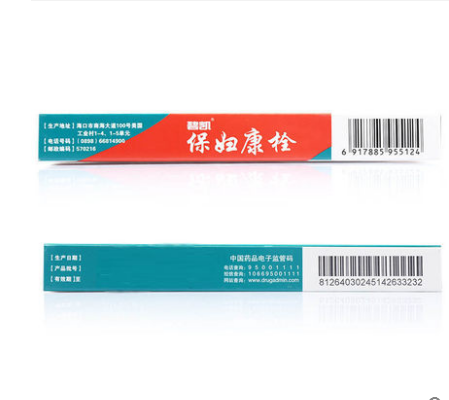 【生产地址】海口市南海大道100号美国
工业村1-4、1-5单元
【电话号码】(0898) 66814900
【邮政编码】570216
碧凯
保妇康栓
6 917885 955124
【生产日期】
【产品批号】
【有效期】至
中国药品电子监管码
电话查询：95001111
短信查询：106695001111
网站查询：www.drugadmin.com
81264030245142633232